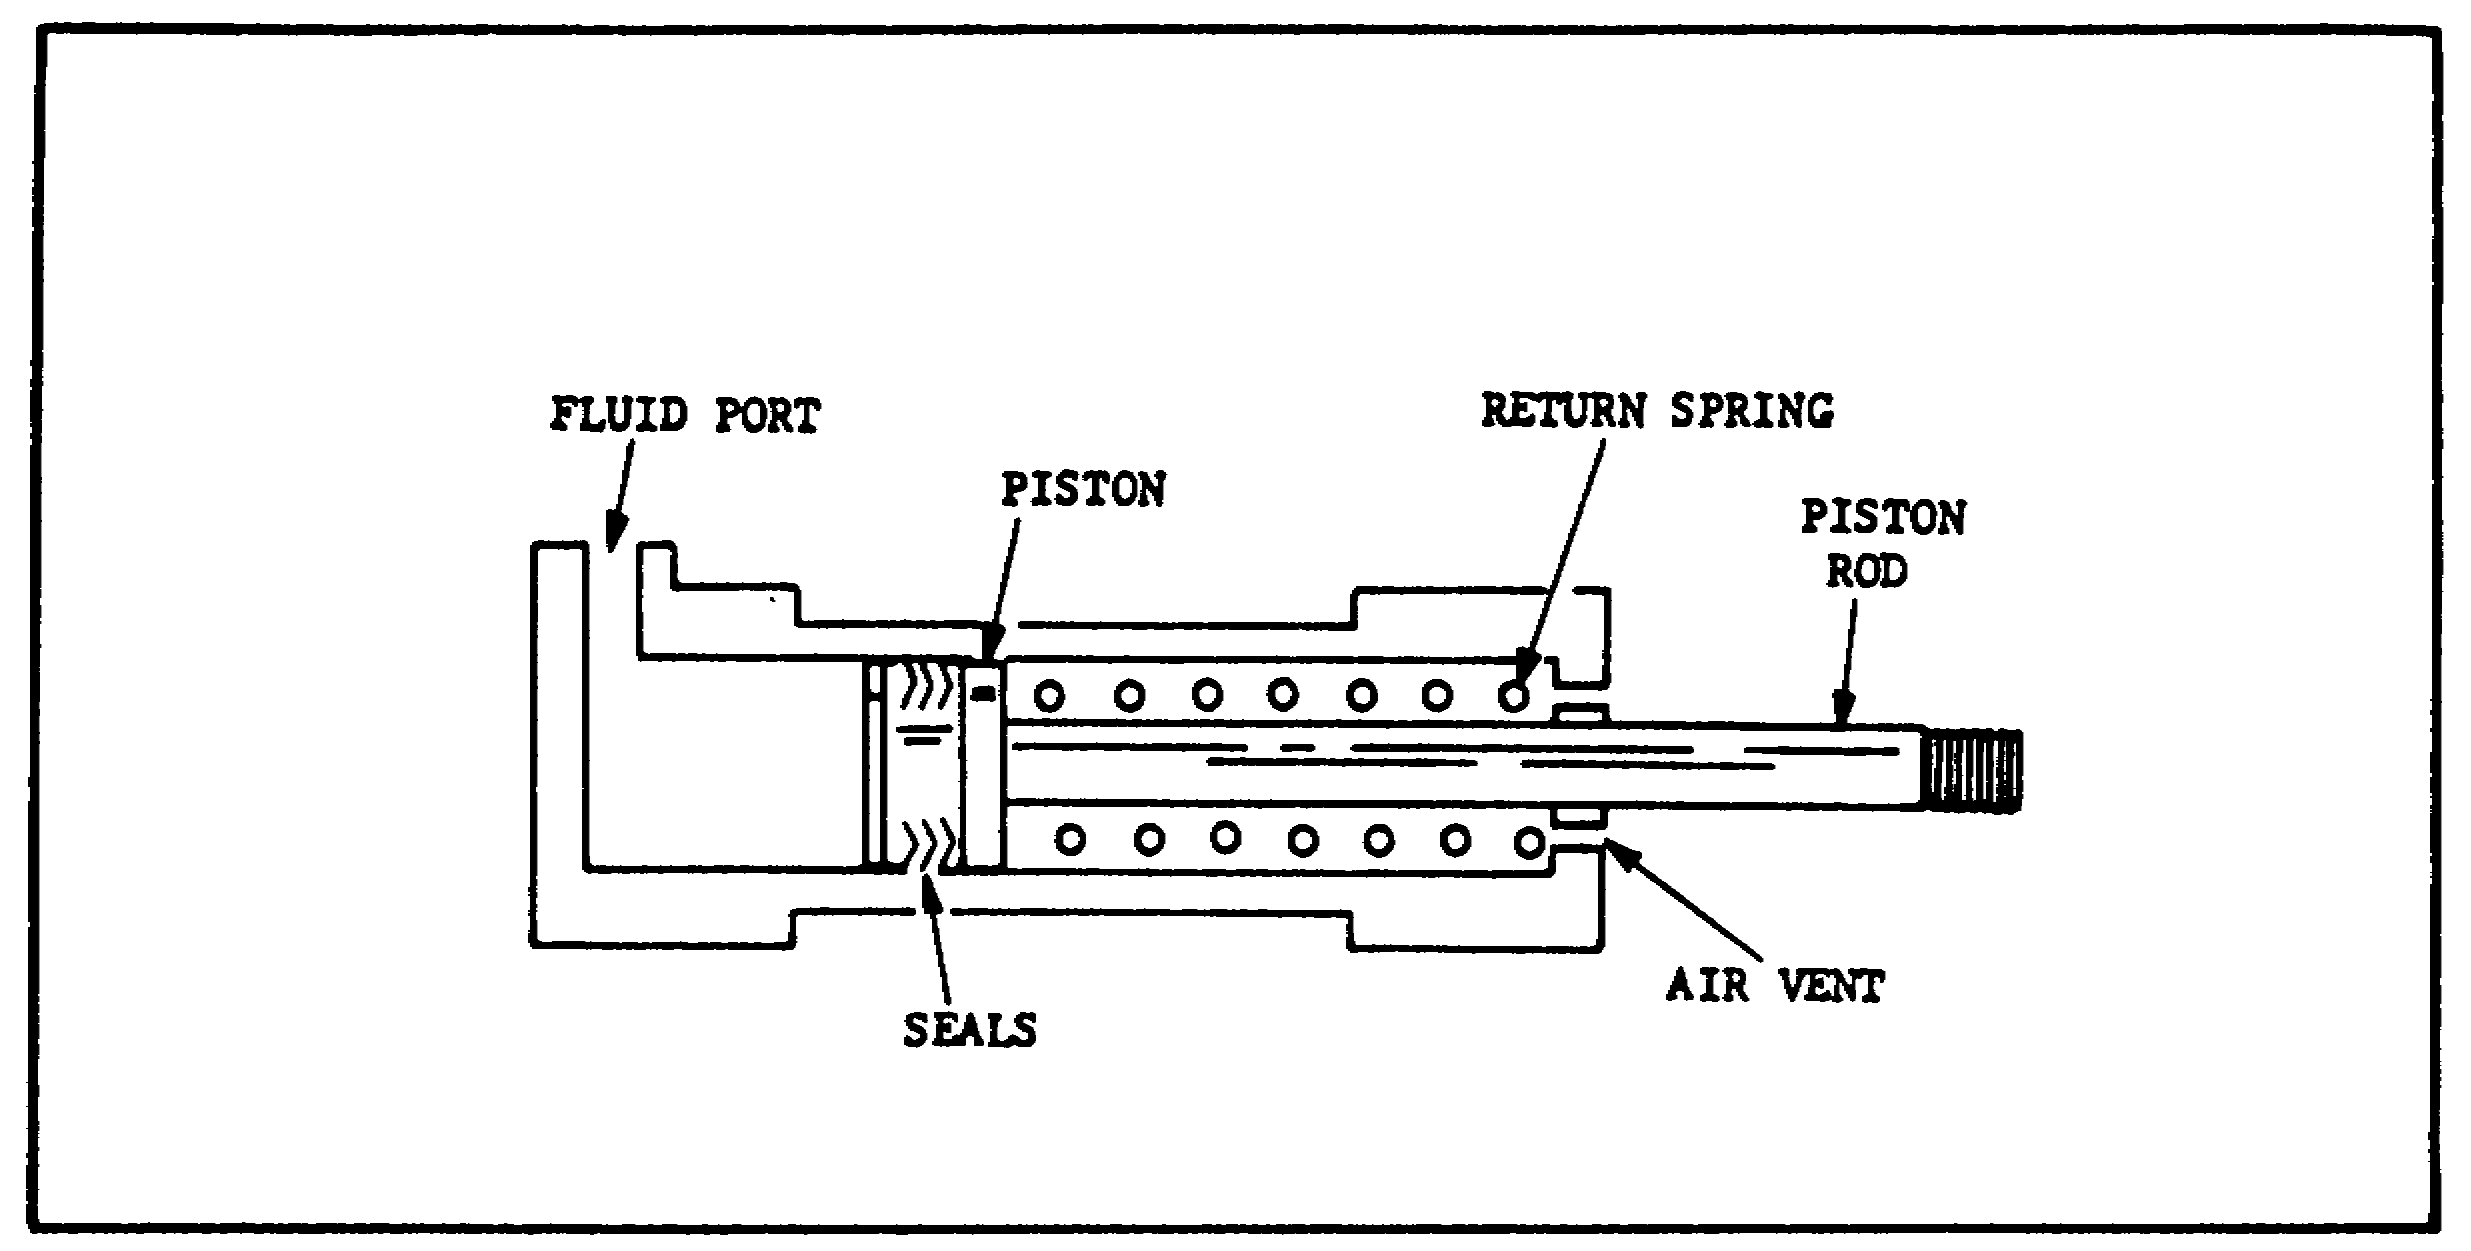 FLUID PORT
RETURN SPRING
PISTON
PISTON
ROD
AIR VENT
SEALS